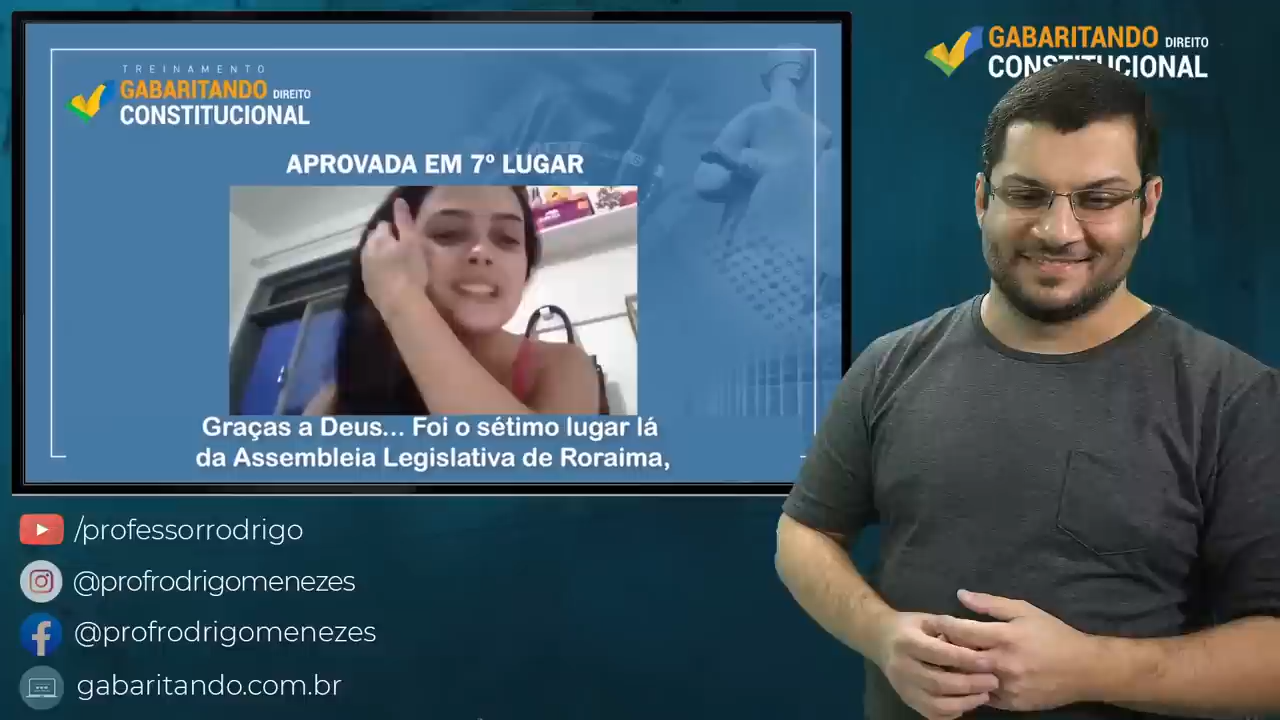 TREINAMENTO
GABARITANDO DIREITO
CONSTITUCIONAL
APROVADA EM 7º LUGAR
Graças a Deus... Foi o sétimo lugar lá
da Assembleia Legislativa de Roraima,
GABARITANDO DIREITO
CONSTITUCIONAL
/professorrodrigo
@profrodrigomenezes
@profrodrigomenezes
gabaritando.com.br